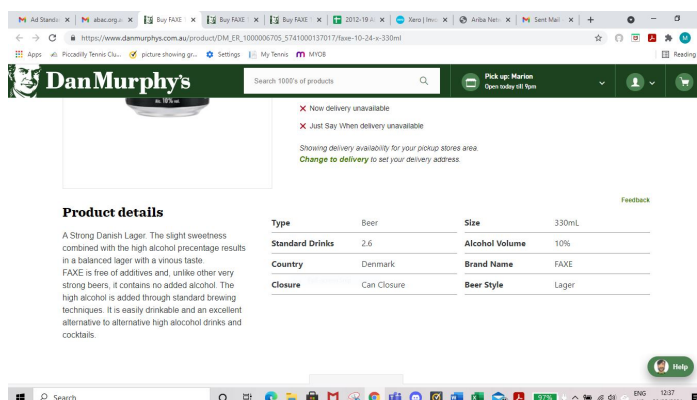 Ad Standar
abac.org.a
Buy FAXE
Buy FAXE
Buy FAXE
2012-19 A
Xero | Invo
Ariba Netw
Sent Mail
https://www.danmurphys.com.au/product/DM_ER_1000006705_5741000137017/faxe-10-24-x-330ml
Apps
Piccadilly Tennis Clu...
picture showing gr...
Settings
My Tennis
MYOB
Reading
Dan Murphy's
Search 1000's of products
Pick up: Marion
Open today till 9pm
Alc. 10% vol.
Now delivery unavailable
Just Say When delivery unavailable
Showing delivery availability for your pickup stores area.
Change to delivery to set your delivery address.
Feedback
Product details
A Strong Danish Lager. The slight sweetness
combined with the high alcohol precentage results
in a balanced lager with a vinous taste.
FAXE is free of additives and, unlike other very
strong beers, it contains no added alcohol. The
high alcohol is added through standard brewing
techniques. It is easily drinkable and an excellent
alternative to alternative high alocohol drinks and
cocktails.
Type Beer Size 330mL
Standard Drinks 2.6 Alcohol Volume 10%
Country Denmark Brand Name FAXE
Closure Can Closure Beer Style Lager
Help
Search
97%
ENG
12:37